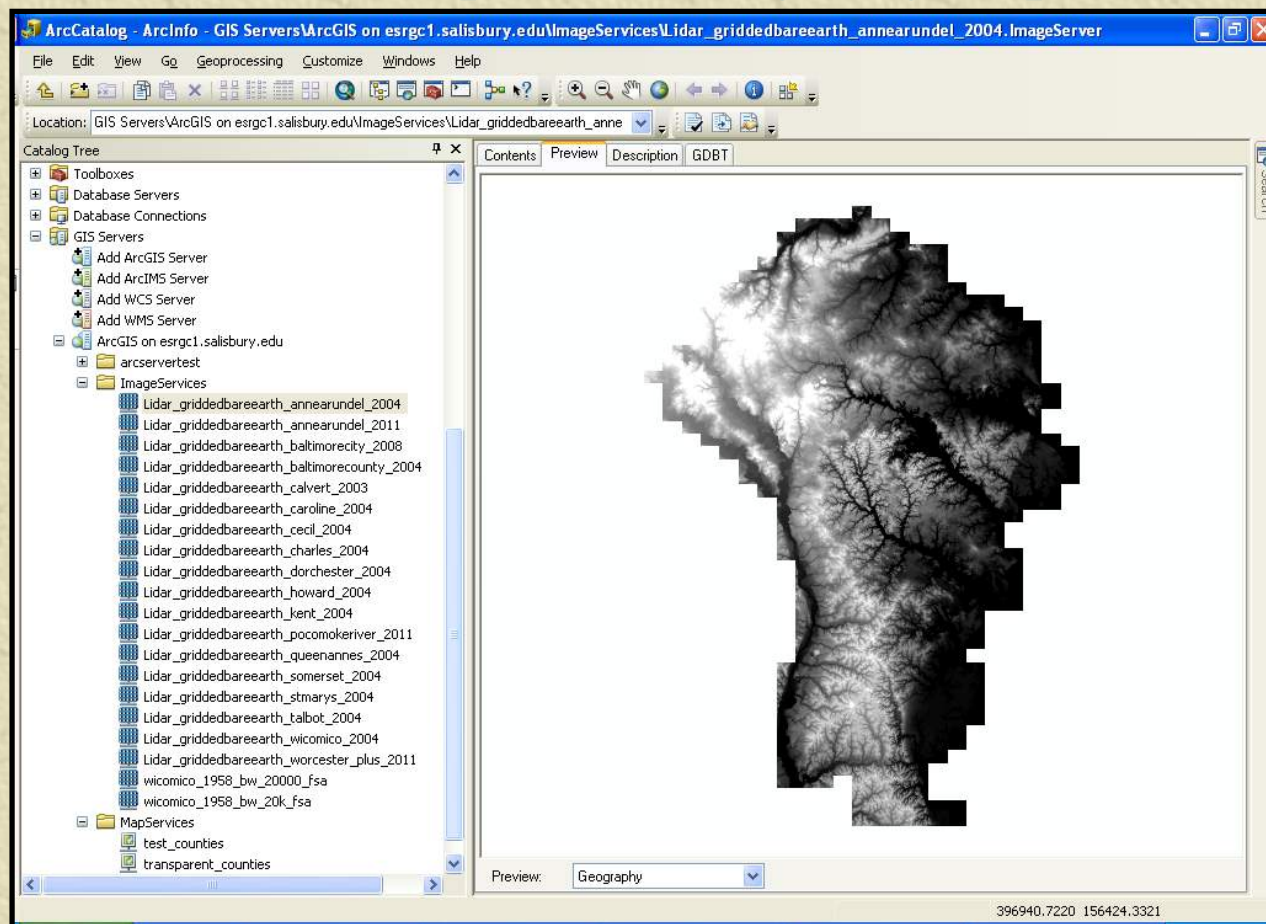 ArcCatalog - ArcInfo - GIS Servers\ArcGIS on esrgc1.salisbury.edu\ImageServices\Lidar_griddedbareearth_annearundel_2004.ImageServer
File Edit View Go Geoprocessing Customize Windows Help
Location: GIS Servers\ArcGIS on esrgc1.salisbury.edu\ImageServices\Lidar_griddedbareearth_anne
Catalog Tree
Toolboxes
Database Servers
Database Connections
GIS Servers
Add ArcGIS Server
Add ArcIMS Server
Add WCS Server
Add WMS Server
ArcGIS on esrgc1.salisbury.edu
arcservertest
ImageServices
Lidar_griddedbareearth_annearundel_2004
Lidar_griddedbareearth_annearundel_2011
Lidar_griddedbareearth_baltimorecity_2008
Lidar_griddedbareearth_baltimorecounty_2004
Lidar_griddedbareearth_calvert_2003
Lidar_griddedbareearth_caroline_2004
Lidar_griddedbareearth_cecil_2004
Lidar_griddedbareearth_charles_2004
Lidar_griddedbareearth_dorchester_2004
Lidar_griddedbareearth_howard_2004
Lidar_griddedbareearth_kent_2004
Lidar_griddedbareearth_pocomokeriver_2011
Lidar_griddedbareearth_queenannes_2004
Lidar_griddedbareearth_somerset_2004
Lidar_griddedbareearth_stmarys_2004
Lidar_griddedbareearth_talbot_2004
Lidar_griddedbareearth_wicomico_2004
Lidar_griddedbareearth_worcester_plus_2011
wicomico_1958_bw_20000_fsa
wicomico_1958_bw_20k_fsa
MapServices
test_counties
transparent_counties
Contents Preview Description GDBT
Preview: Geography
396940.7220 156424.3321